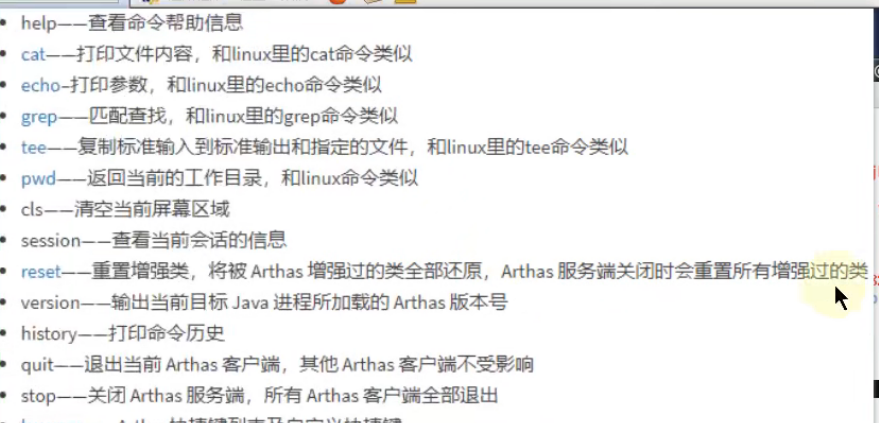 help——查看命令帮助信息
cat——打印文件内容，和linux里的cat命令类似
echo–打印参数，和linux里的echo命令类似
grep——匹配查找，和linux里的grep命令类似
tee——复制标准输入到标准输出和指定的文件，和linux里的tee命令类似
pwd——返回当前的工作目录，和linux命令类似
cls——清空当前屏幕区域
session——查看当前会话的信息
reset——重置增强类，将被 Arthas 增强过的类全部还原，Arthas 服务端关闭时会重置所有增强过的类
version——输出当前目标 Java 进程所加载的 Arthas 版本号
history——打印命令历史
quit——退出当前 Arthas 客户端，其他 Arthas 客户端不受影响
stop——关闭 Arthas 服务端，所有 Arthas 客户端全部退出